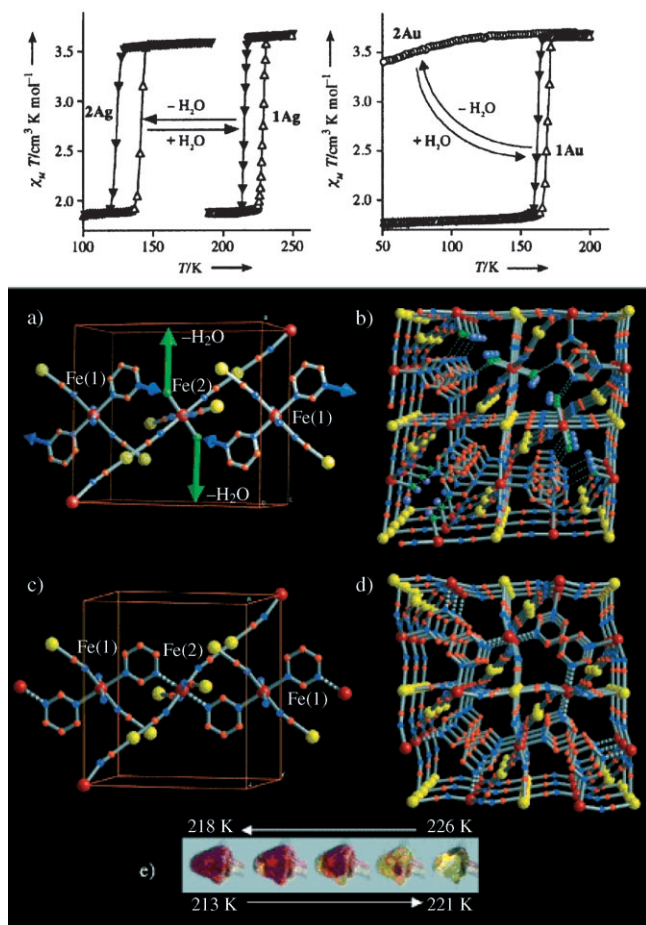 χM T/cm³ K mol⁻¹
3.5
3.0
2.5
2.0
2Ag
– H₂O
+ H₂O
1Ag
100 150 200 250
T/K
χM T/cm³ K mol⁻¹
3.5
3.0
2.5
2.0
2Au
– H₂O
+ H₂O
1Au
50 100 150 200
T/K
a)
–H₂O
Fe(1)
Fe(2)
Fe(1)
–H₂O
b)
c)
Fe(1)
Fe(2)
Fe(1)
d)
218 K 226 K
e)
213 K 221 K